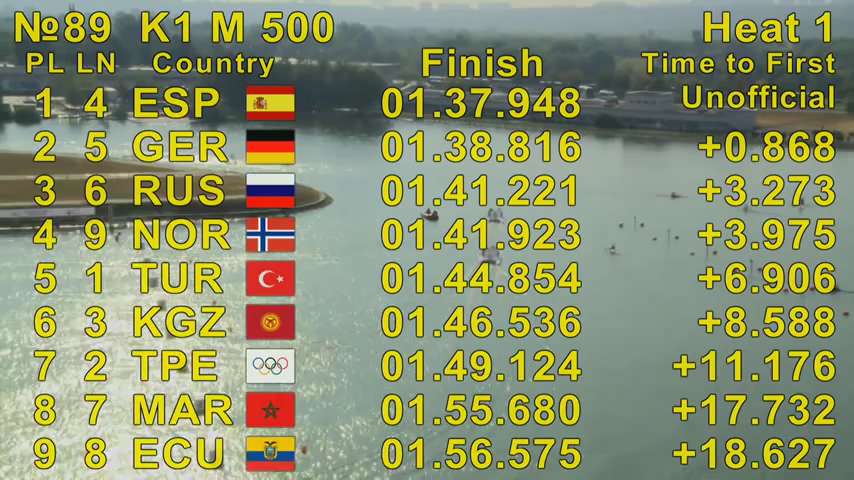 №89 K1 M 500 Heat 1
PL LN Country Finish Time to First
1 4 ESP 01.37.948 Unofficial
2 5 GER 01.38.816 +0.868
3 6 RUS 01.41.221 +3.273
4 9 NOR 01.41.923 +3.975
5 1 TUR 01.44.854 +6.906
6 3 KGZ 01.46.536 +8.588
7 2 TPE 01.49.124 +11.176
8 7 MAR 01.55.680 +17.732
9 8 ECU 01.56.575 +18.627